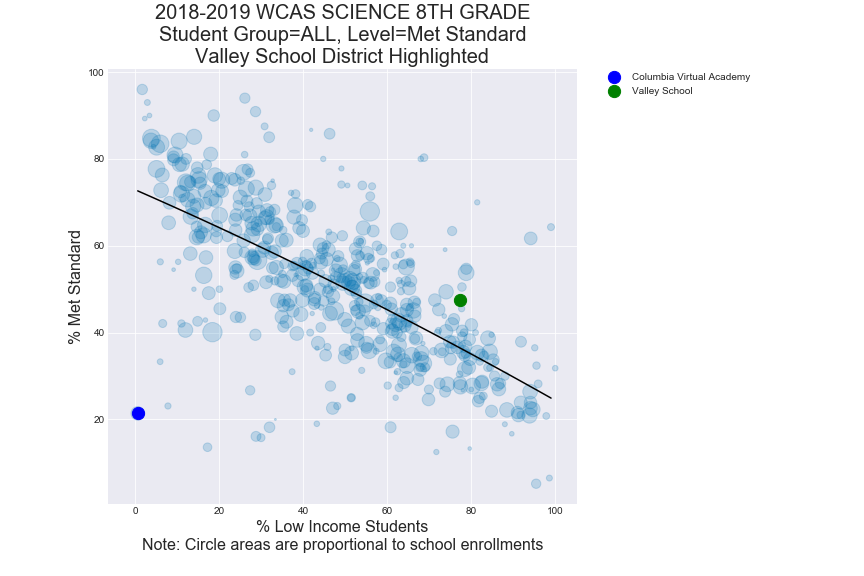 2018-2019 WCAS SCIENCE 8TH GRADE
Student Group=ALL, Level=Met Standard
Valley School District Highlighted
Columbia Virtual Academy
Valley School
% Met Standard
100
80
60
40
20
0 20 40 60 80 100
% Low Income Students
Note: Circle areas are proportional to school enrollments